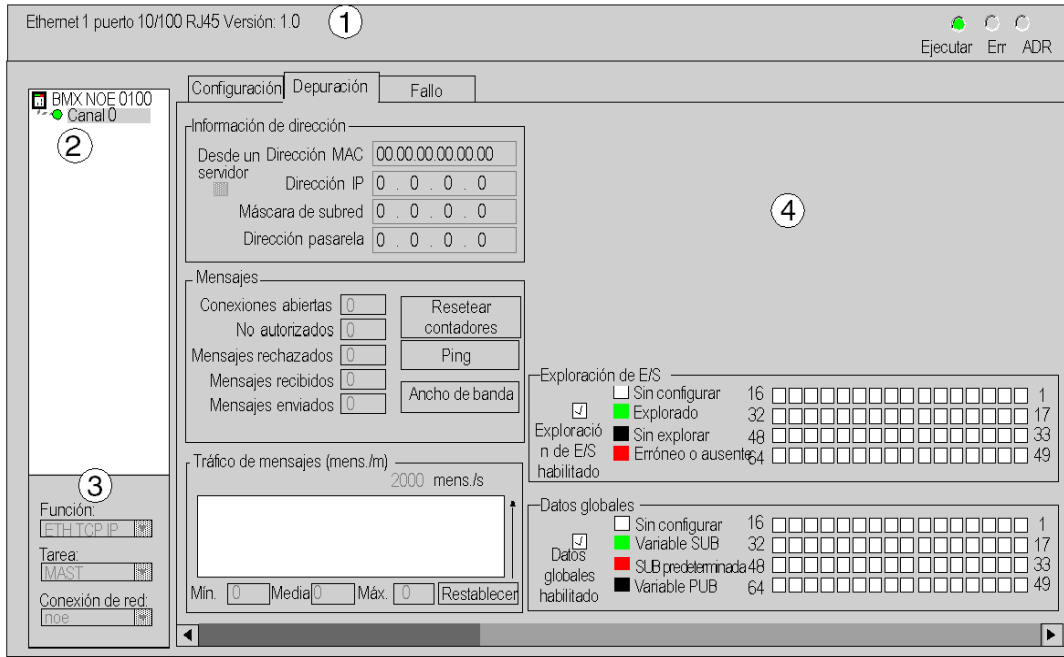 Ethernet 1 puerto 10/100 RJ45 Versión: 1.0
1
Ejecutar Err ADR
BMX NOE 0100
Canal 0
2
3
Función:
ETH TCP IP
Tarea:
MAST
Conexión de red:
noe
Configuración Depuración Fallo
Información de dirección
Desde un servidor
Dirección MAC 00.00.00.00.00.00
Dirección IP 0 . 0 . 0 . 0
Máscara de subred 0 . 0 . 0 . 0
Dirección pasarela 0 . 0 . 0 . 0
4
Mensajes
Conexiones abiertas 0
No autorizados 0
Mensajes rechazados 0
Mensajes recibidos 0
Mensajes enviados 0
Resetear
contadores
Ping
Ancho de banda
Tráfico de mensajes (mens./m)
2000 mens./s
Mín. 0 Media 0 Máx. 0 Restablecer
Exploración de E/S
Exploració
n de E/S
habilitado
Sin configurar 16 1
Explorado 32 17
Sin explorar 48 33
Erróneo o ausente 64 49
Datos globales
Datos
globales
habilitado
Sin configurar 16 1
Variable SUB 32 17
SUB predeterminada 48 33
Variable PUB 64 49